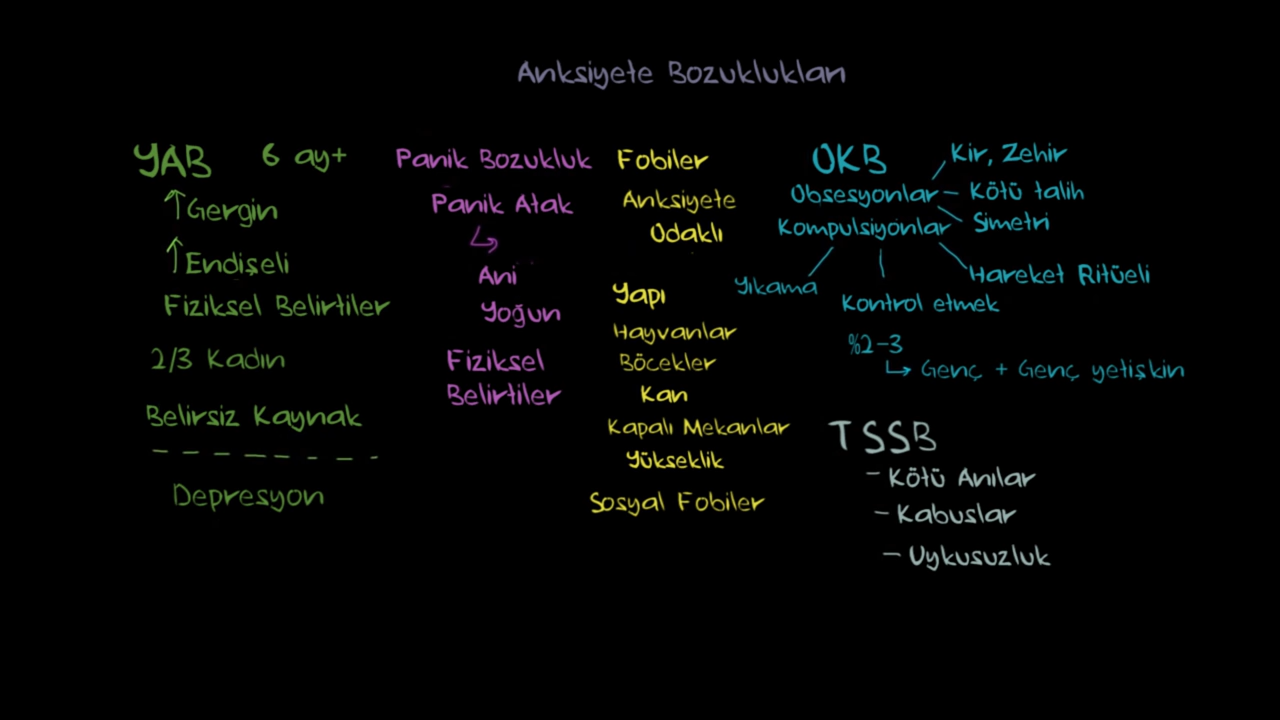 Anksiyete Bozuklukları
YAB 6 ay+
↑Gergin
↑Endişeli
Fiziksel Belirtiler
2/3 Kadın
Belirsiz Kaynak
Depresyon
Panik Bozukluk
Panik Atak
Ani
Yoğun
Fiziksel
Belirtiler
Fobiler
Anksiyete
Odaklı
Yapı
Hayvanlar
Böcekler
Kan
Kapalı Mekanlar
Yükseklik
Sosyal Fobiler
OKB
Obsesyonlar
Kir, Zehir
Kötü talih
Simetri
Kompulsiyonlar
Yıkama
Kontrol etmek
Hareket Ritüeli
%2-3
Genç + Genç yetişkin
TSSB
- Kötü Anılar
- Kabuslar
- Uykusuzluk